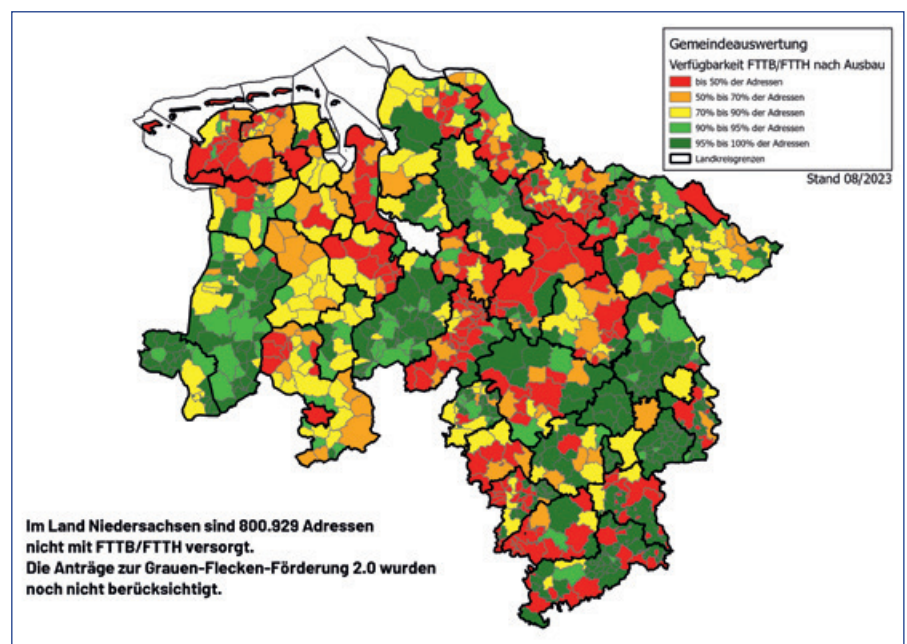 Gemeindeauswertung
Verfügbarkeit FTTB/FTTH nach Ausbau
bis 50% der Adressen
50% bis 70% der Adressen
70% bis 90% der Adressen
90% bis 95% der Adressen
95% bis 100% der Adressen
Landkreisgrenzen
Stand 08/2023
Im Land Niedersachsen sind 800.929 Adressen
nicht mit FTTB/FTTH versorgt.
Die Anträge zur Grauen-Flecken-Förderung 2.0 wurden
noch nicht berücksichtigt.